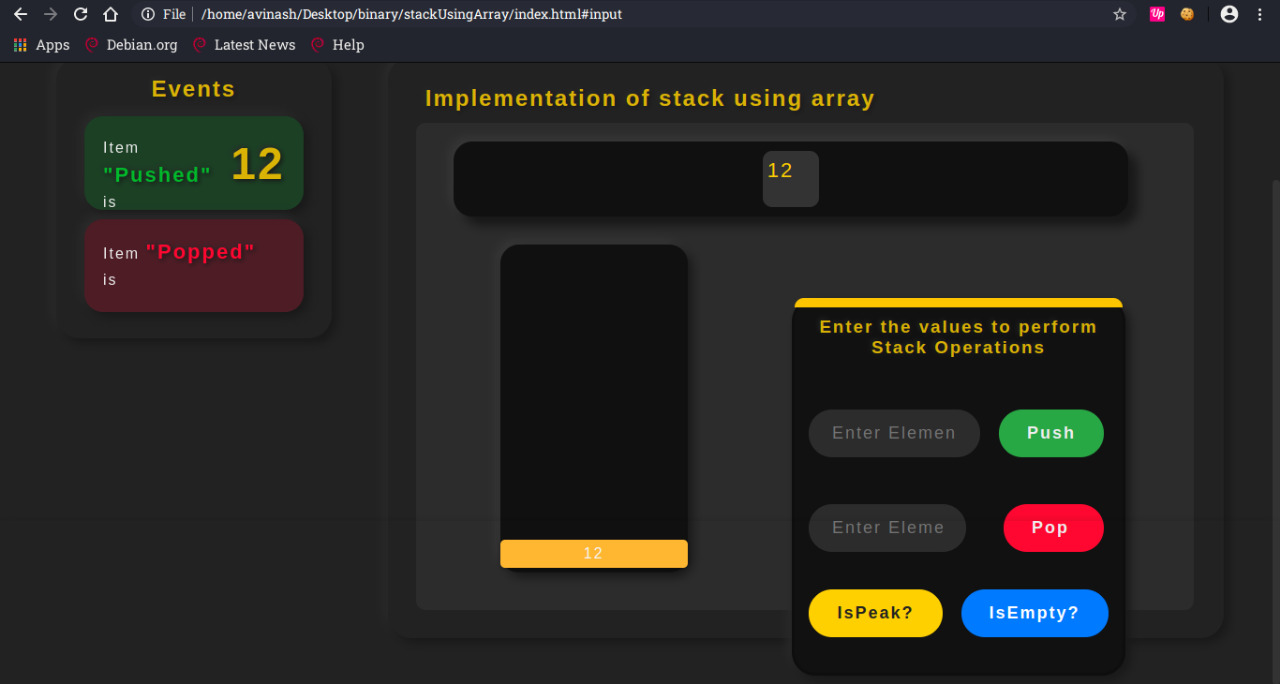 File
/home/avinash/Desktop/binary/stackUsingArray/index.html#input
Up
Apps
Debian.org
Latest News
Help
Events
Item
"Pushed"
12
is
Item "Popped"
is
Implementation of stack using array
12
12
Enter the values to perform
Stack Operations
Enter Elemen
Push
Enter Eleme
Pop
IsPeak?
IsEmpty?